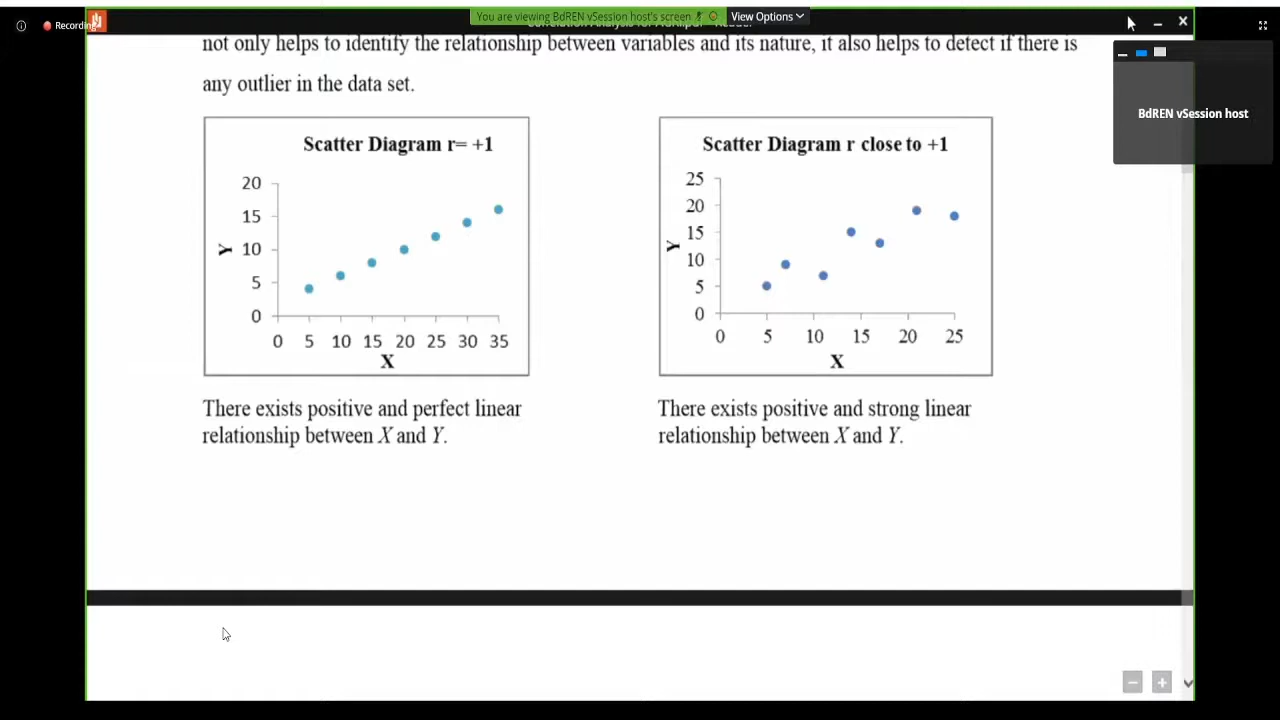 Recording
You are viewing BdREN vSession host's screen
View Options
BdREN vSession host
not only helps to identify the relationship between variables and its nature, it also helps to detect if there is
any outlier in the data set.
Scatter Diagram r= +1
20
15
10
5
0
Y
0 5 10 15 20 25 30 35
X
There exists positive and perfect linear
relationship between X and Y.
Scatter Diagram r close to +1
25
20
15
10
5
0
Y
0 5 10 15 20 25
X
There exists positive and strong linear
relationship between X and Y.